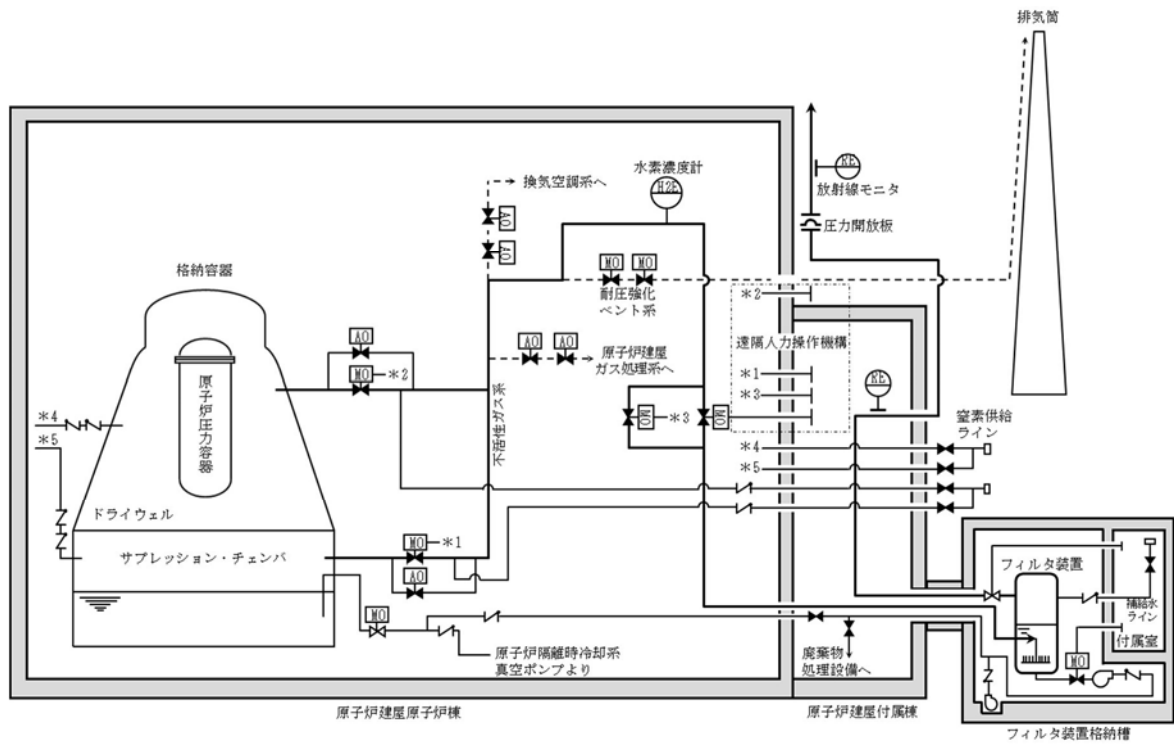 排気筒
換気空調系へ
AO
AO
水素濃度計
H2E
RE
放射線モニタ
圧力開放板
格納容器
MO
MO
耐圧強化
ベント系
*2
遠隔人力操作機構
AO
AO
AO
MO
*2
原子炉建屋
ガス処理系へ
原子炉圧力容器
不活性ガス系
*1
*3
RE
MO
*3
MO
*4
*5
*4
*5
窒素供給
ライン
ドライウェル
サプレッション・チェンバ
MO
*1
AO
フィルタ装置
補給水
ライン
付属室
MO
MO
原子炉隔離時冷却系
真空ポンプより
廃棄物
処理設備へ
原子炉建屋原子炉棟
原子炉建屋付属棟
フィルタ装置格納槽